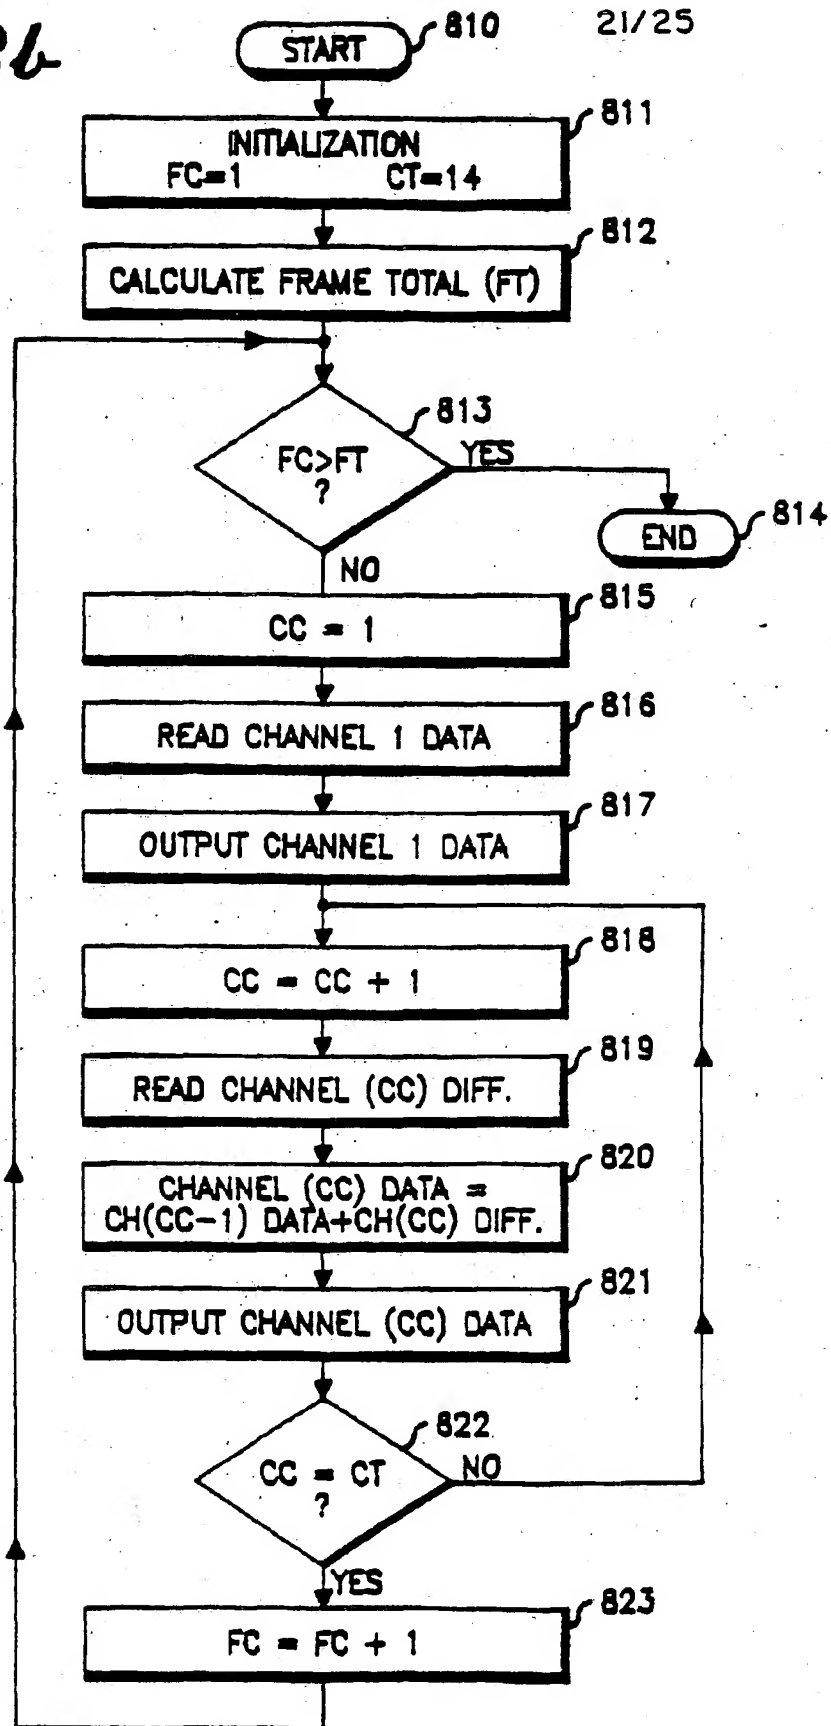 8b
21/25
START
810
811
INITIALIZATION
FC=1 CT=14
812
CALCULATE FRAME TOTAL (FT)
813
FC>FT
?
YES
END
814
NO
815
CC = 1
816
READ CHANNEL 1 DATA
817
OUTPUT CHANNEL 1 DATA
818
CC = CC + 1
819
READ CHANNEL (CC) DIFF.
820
CHANNEL (CC) DATA =
CH(CC-1) DATA+CH(CC) DIFF.
821
OUTPUT CHANNEL (CC) DATA
822
CC = CT
?
NO
YES
823
FC = FC + 1